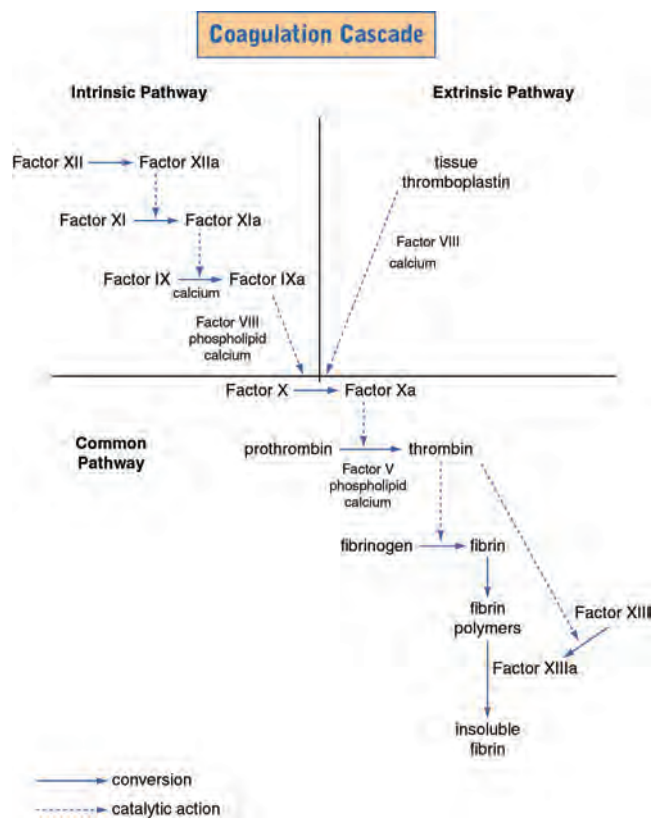 Coagulation Cascade
Intrinsic Pathway
Extrinsic Pathway
Factor XII
Factor XIIa
tissue
thromboplastin
Factor XI
Factor XIa
Factor VIII
calcium
Factor IX
calcium
Factor IXa
Factor VIII
phospholipid
calcium
Factor X
Factor Xa
Common
Pathway
prothrombin
thrombin
Factor V
phospholipid
calcium
fibrinogen
fibrin
fibrin
polymers
Factor XIII
Factor XIIIa
insoluble
fibrin
conversion
catalytic action